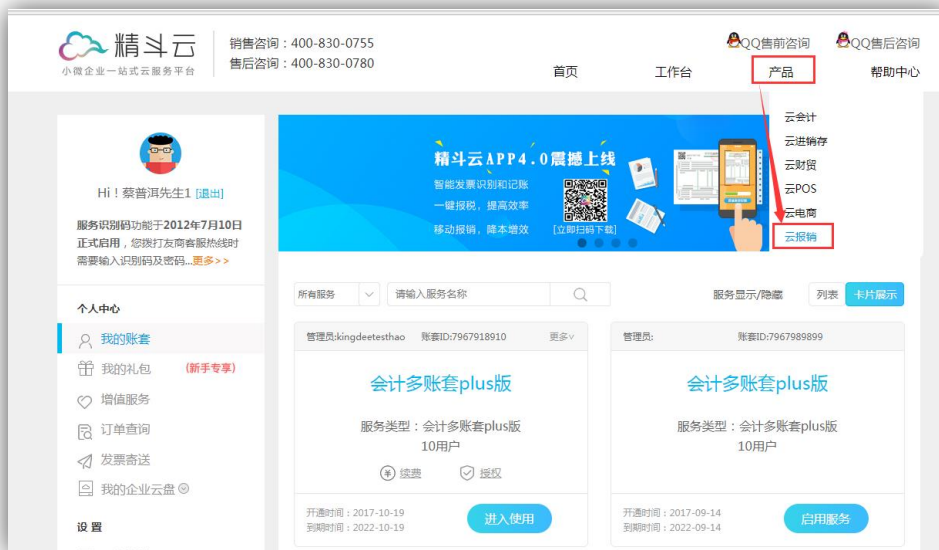 精斗云
小微企业一站式云服务平台
销售咨询：400-830-0755
售后咨询：400-830-0780
QQ售前咨询
QQ售后咨询
首页
工作台
产品
帮助中心
云会计
云进销存
云财贸
云POS
云电商
云报销
Hi！蔡普洱先生1 [退出]
服务识别码功能于2012年7月10日
正式启用，您拨打友商客服热线时
需要输入识别码及密码...更多>>
精斗云APP4.0震撼上线
智能发票识别和记账
一键报税，提高效率
移动报销，降本增效
[立即扫码下载]
个人中心
我的账套
我的礼包 (新手专享)
增值服务
订单查询
发票寄送
我的企业云盘
设置
所有服务
请输入服务名称
服务显示/隐藏
列表
卡片展示
管理员:kingdeetesthao 账套ID:7967918910 更多
会计多账套plus版
服务类型：会计多账套plus版
10用户
续费
授权
开通时间：2017-10-19
到期时间：2022-10-19
进入使用
管理员: 账套ID:7967989899
会计多账套plus版
服务类型：会计多账套plus版
10用户
开通时间：2017-09-14
到期时间：2022-09-14
启用服务